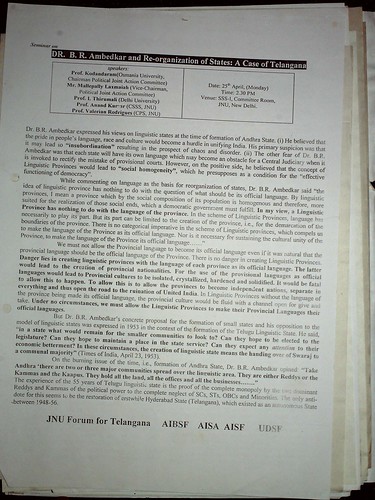 Seminar on
DR. B. R. Ambedkar and Re-organization of States: A Case of Telangana
speakers:
Prof. Kodandaram(Osmania University,
Chairman Political Joint Action Committee)
Mr. Mallepally Laxmaiah (Vice-Chairman,
Political Joint Action Committee)
Prof. I. Thirumali (Delhi University)
Prof. Anand Kumar (CSSS, JNU)
Prof. Valerian Rodrigues (CPS, JNU)
Date: 25th April, (Monday)
Time: 2.30 PM
Venue: SSS-I, Committee Room,
JNU, New Delhi.
Dr. B.R. Ambedkar expressed his views on linguistic states at the time of formation of Andhra State. (i) He believed that
the pride in people's language, race and culture would become a hurdle in unifying India. His primary suspicion was that
it may lead to "insubordination" resulting in the prospect of chaos and disorder. (ii) The other fear of Dr. B.R.
Ambedkar was that each state will have its own language which may become an obstacle for a Central Judiciary when it
is invoked to rectify the mistake of provincial courts. However, on the positive side, he believed that the concept of
Linguistic Provinces would lead to "social homogeneity", which he presupposes as a condition for the "effective
functioning of democracy".
While commenting on language as the basis for reorganization of states, Dr. B.R. Ambedkar said "the
idea of linguistic province has nothing to do with the question of what should be its official language. By linguistic
provinces, I mean a province which by the social composition of its population is homogenous and therefore, more
suited for the realization of those social ends, which a democratic government must fulfill. In my view, a Linguistic
Province has nothing to do with the language of the province. In the scheme of Linguistic Provinces, language has
necessarily to play its part. But its part can be limited to the creation of the province, i.e., for the demarcation of the
boundaries of the province. There is no categorical imperative in the scheme of Linguistic provinces, which compels us
to make the language of the Province as its official language. Nor is it necessary for sustaining the cultural unity of the
Province, to make the language of the Province its official language......"
We must not allow the Provincial language to become its official language even if it was natural that the
provincial language should be the official language of the Province. There is no danger in creating Linguistic Provinces.
Danger lies in creating linguistic provinces with the language of each province as its official language. The latter
would lead to the creation of provincial nationalities. For the use of the provincial languages as official
languages would lead to Provincial cultures to be isolated, crystallized, hardened and solidified. It would be fatal
to allow this to happen. To allow this is to allow the provinces to become independent nations, separate in
everything and thus open the road to the ruination of United India. In Linguistic Provinces without the language of
the province being made its official language, the provincial culture would be fluid with a channel open for give and
take. Under no circumstances, we must allow the Linguistic Provinces to make their Provincial Languages their
official languages.
But Dr. B.R. Ambedkar's concrete proposal for the formation of small states and his opposition to the
model of linguistic states was expressed in 1953 in the context of the formation of the Telugu Linguistic State. He said,
"in a state what would remain for the smaller communities to look to? Can they hope to be elected to the
legislature? Can they hope to maintain a place in the state service? Can they expect any attention to their
economic betterment? In these circumstances, the creation of linguistic state means the handing over of Swaraj to
a communal majority" (Times of India, April 23, 1953).
On the burning issue of the time, i.e., formation of Andhra State, Dr. B.R. Ambedkar opined "Take
Andhra 'there are two or three major communities spread over the linguistic area. They are either Reddys or the
Kammas and the Kaapus. They hold all the land, all the offices and all the business......."
The experience of the 55 years of Telugu linguistic state is the proof of the complete monopoly by the
Reddys and Kammas of the political power to the complete neglect of SCs, STs, OBCs and Minorities. The only
done for this seems to be the restoration of erstwhile Hyderabad State (Telangana), which existed as an State
-between 1948-56.
JNU Forum for Telangana AIBSF AISA AISF UDSF